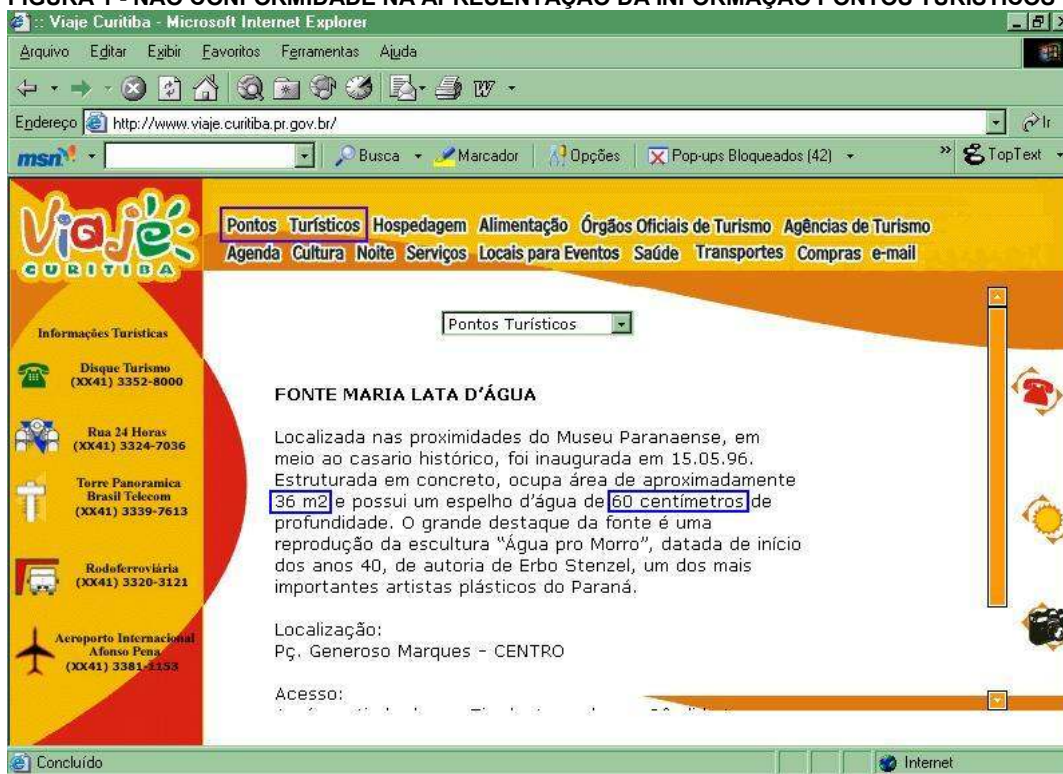 FIGURA 1 - NÃO CONFORMIDADE NA APRESENTAÇÃO DA INFORMAÇÃO PONTOS TURÍSTICOS
:: Viaje Curitiba - Microsoft Internet Explorer
Arquivo Editar Exibir Favoritos Ferramentas Ajuda
Endereço http://www.viaje.curitiba.pr.gov.br/ Ir
msn Busca Marcador Opções Pop-ups Bloqueados (42) » TopText
Viaje
CURITIBA
Pontos Turísticos Hospedagem Alimentação Órgãos Oficiais de Turismo Agências de Turismo
Agenda Cultura Noite Serviços Locais para Eventos Saúde Transportes Compras e-mail
Informações Turísticas
Disque Turismo
(XX41) 3352-8000
Rua 24 Horas
(XX41) 3324-7036
Torre Panoramica
Brasil Telecom
(XX41) 3339-7613
Rodoferroviária
(XX41) 3320-3121
Aeroporto Internacional
Afonso Pena
(XX41) 3381-1153
Pontos Turísticos
FONTE MARIA LATA D'ÁGUA
Localizada nas proximidades do Museu Paranaense, em
meio ao casario histórico, foi inaugurada em 15.05.96.
Estruturada em concreto, ocupa área de aproximadamente
36 m2 e possui um espelho d'água de 60 centímetros de
profundidade. O grande destaque da fonte é uma
reprodução da escultura "Água pro Morro", datada de início
dos anos 40, de autoria de Erbo Stenzel, um dos mais
importantes artistas plásticos do Paraná.
Localização:
Pç. Generoso Marques - CENTRO
Acesso:
Concluído Internet